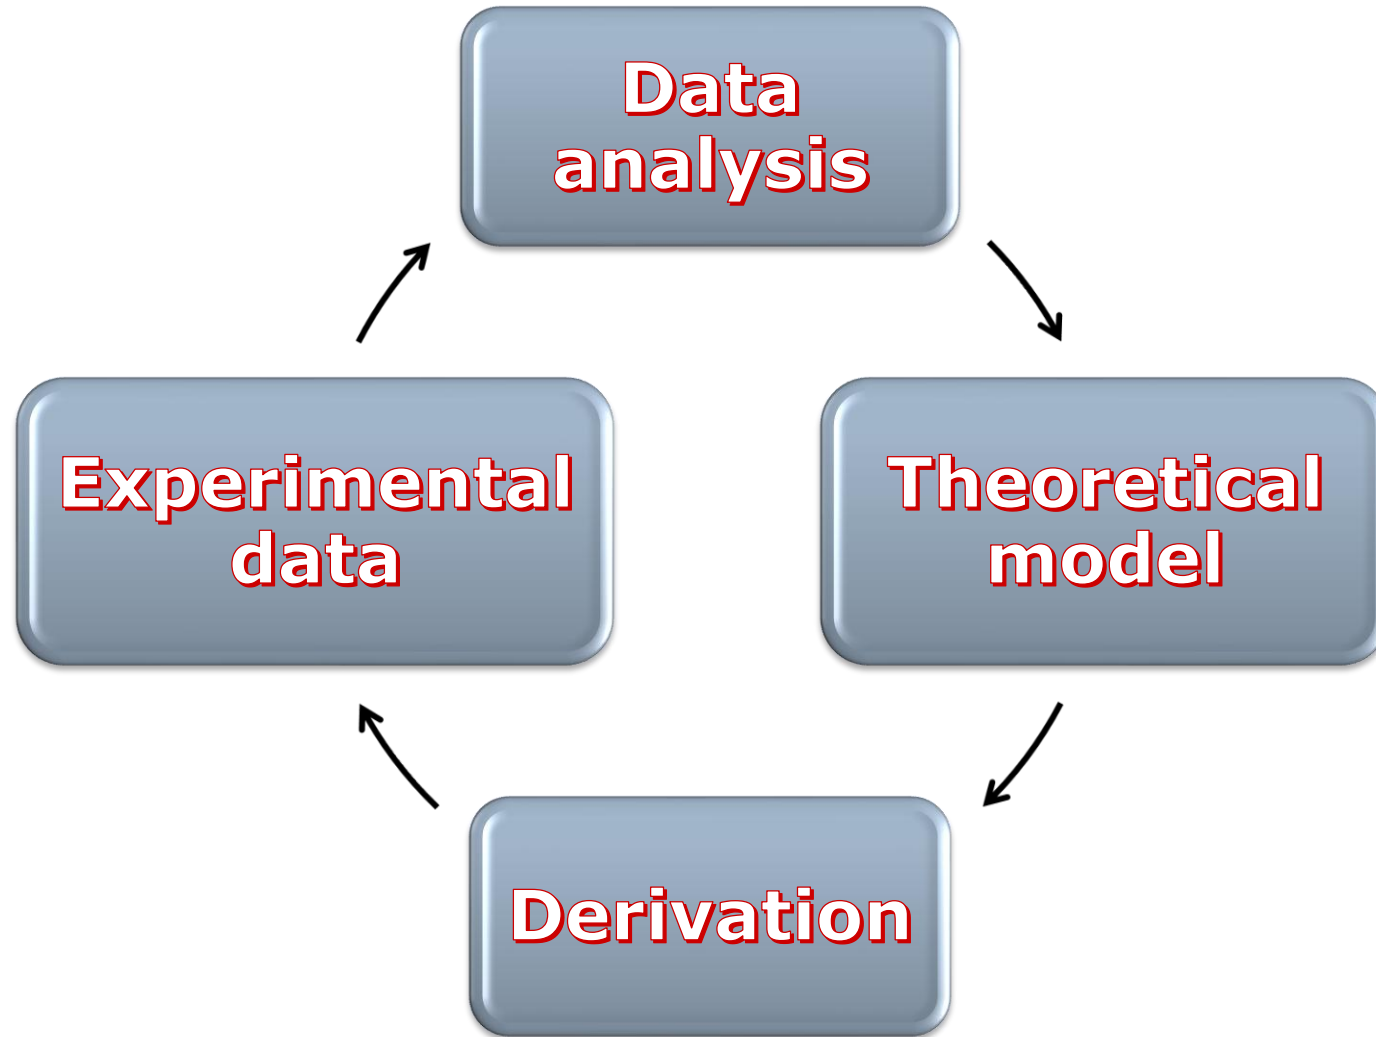 Data
analysis
Experimental
data
Theoretical
model
Derivation